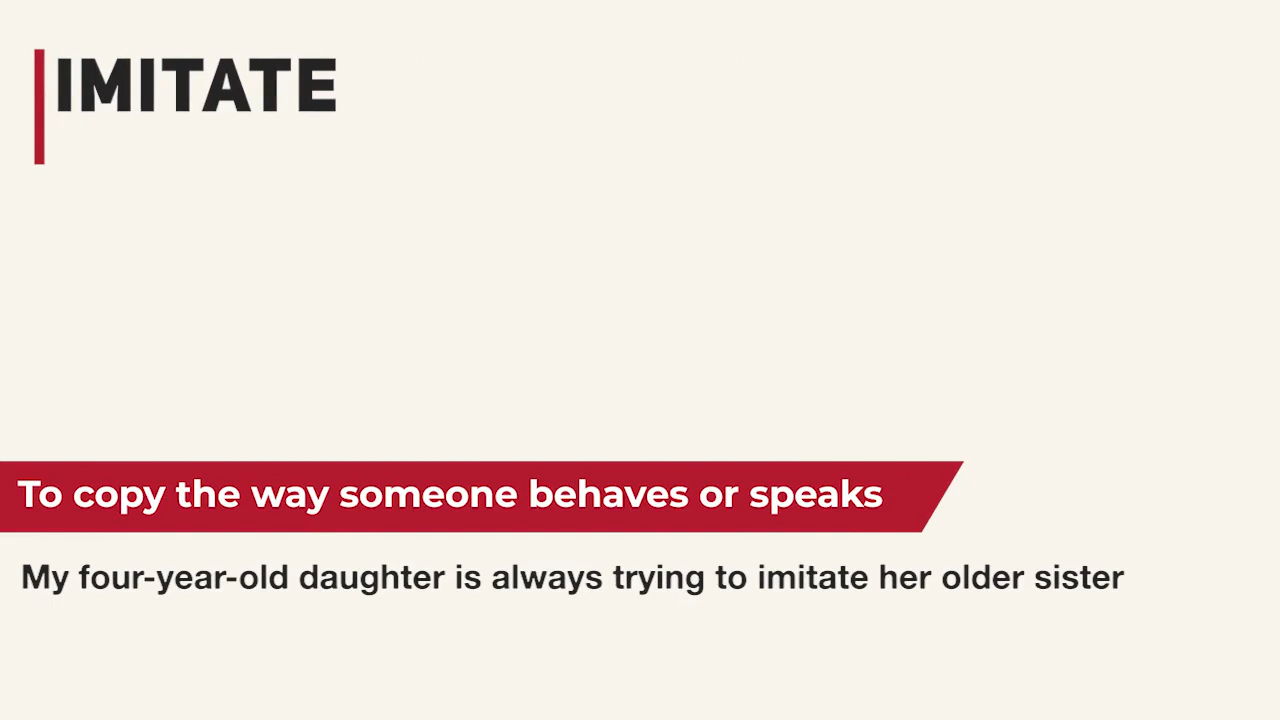 IMITATE
To copy the way someone behaves or speaks
My four-year-old daughter is always trying to imitate her older sister